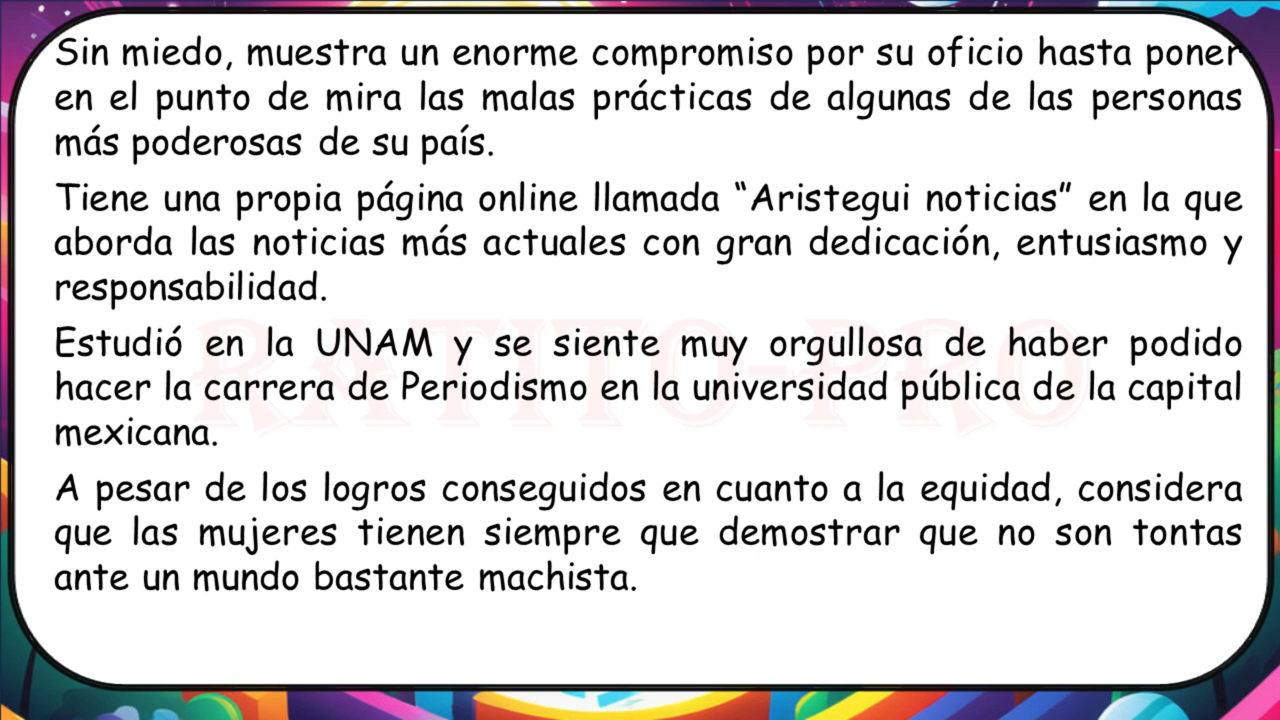 Sin miedo, muestra un enorme compromiso por su oficio hasta poner
en el punto de mira las malas prácticas de algunas de las personas
más poderosas de su país.
Tiene una propia página online llamada “Aristegui noticias” en la que
aborda las noticias más actuales con gran dedicación, entusiasmo y
responsabilidad.
RATITO-PRO
Estudió en la UNAM y se siente muy orgullosa de haber podido
hacer la carrera de Periodismo en la universidad pública de la capital
mexicana.
A pesar de los logros conseguidos en cuanto a la equidad, considera
que las mujeres tienen siempre que demostrar que no son tontas
ante un mundo bastante machista.